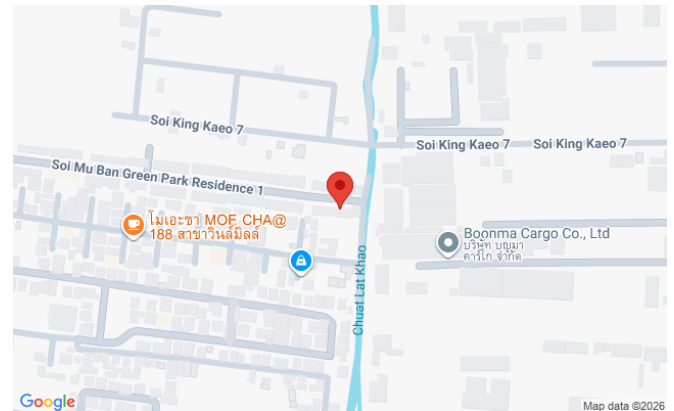 Soi King Kaeo 7
Soi King Kaeo 7
Soi King Kaeo 7
Soi Mu Ban Green Park Residence 1
โมเอะชา MOE CHA@
188 สาขาวินล์มิลล์
Boonma Cargo Co., Ltd
บริษัท บุญมา
คาร์โก จำกัด
Chuat Lat Khao
Google
Map data ©2026